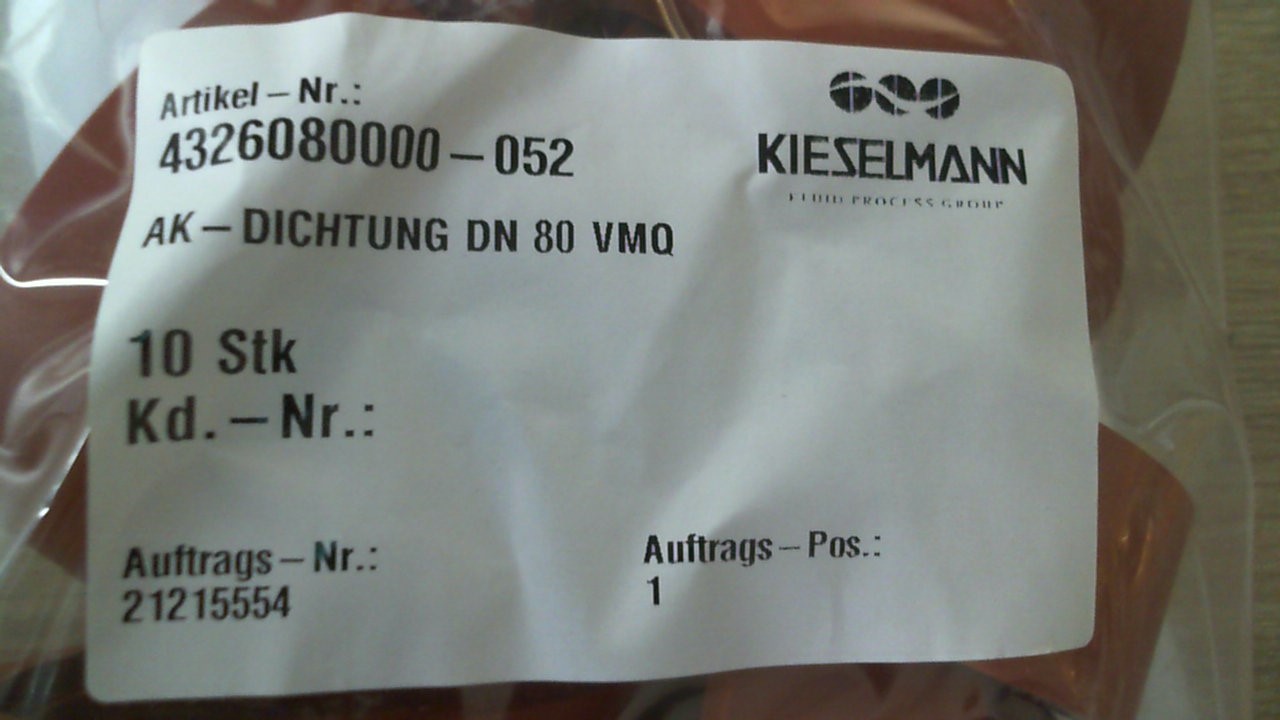 Artikel-Nr.:
4326080000-052
KIESELMANN
FLUID PROCESS GROUP
AK-DICHTUNG DN 80 VMQ
10 Stk
Kd.-Nr.:
Auftrags-Nr.:
21215554
Auftrags-Pos.:
1